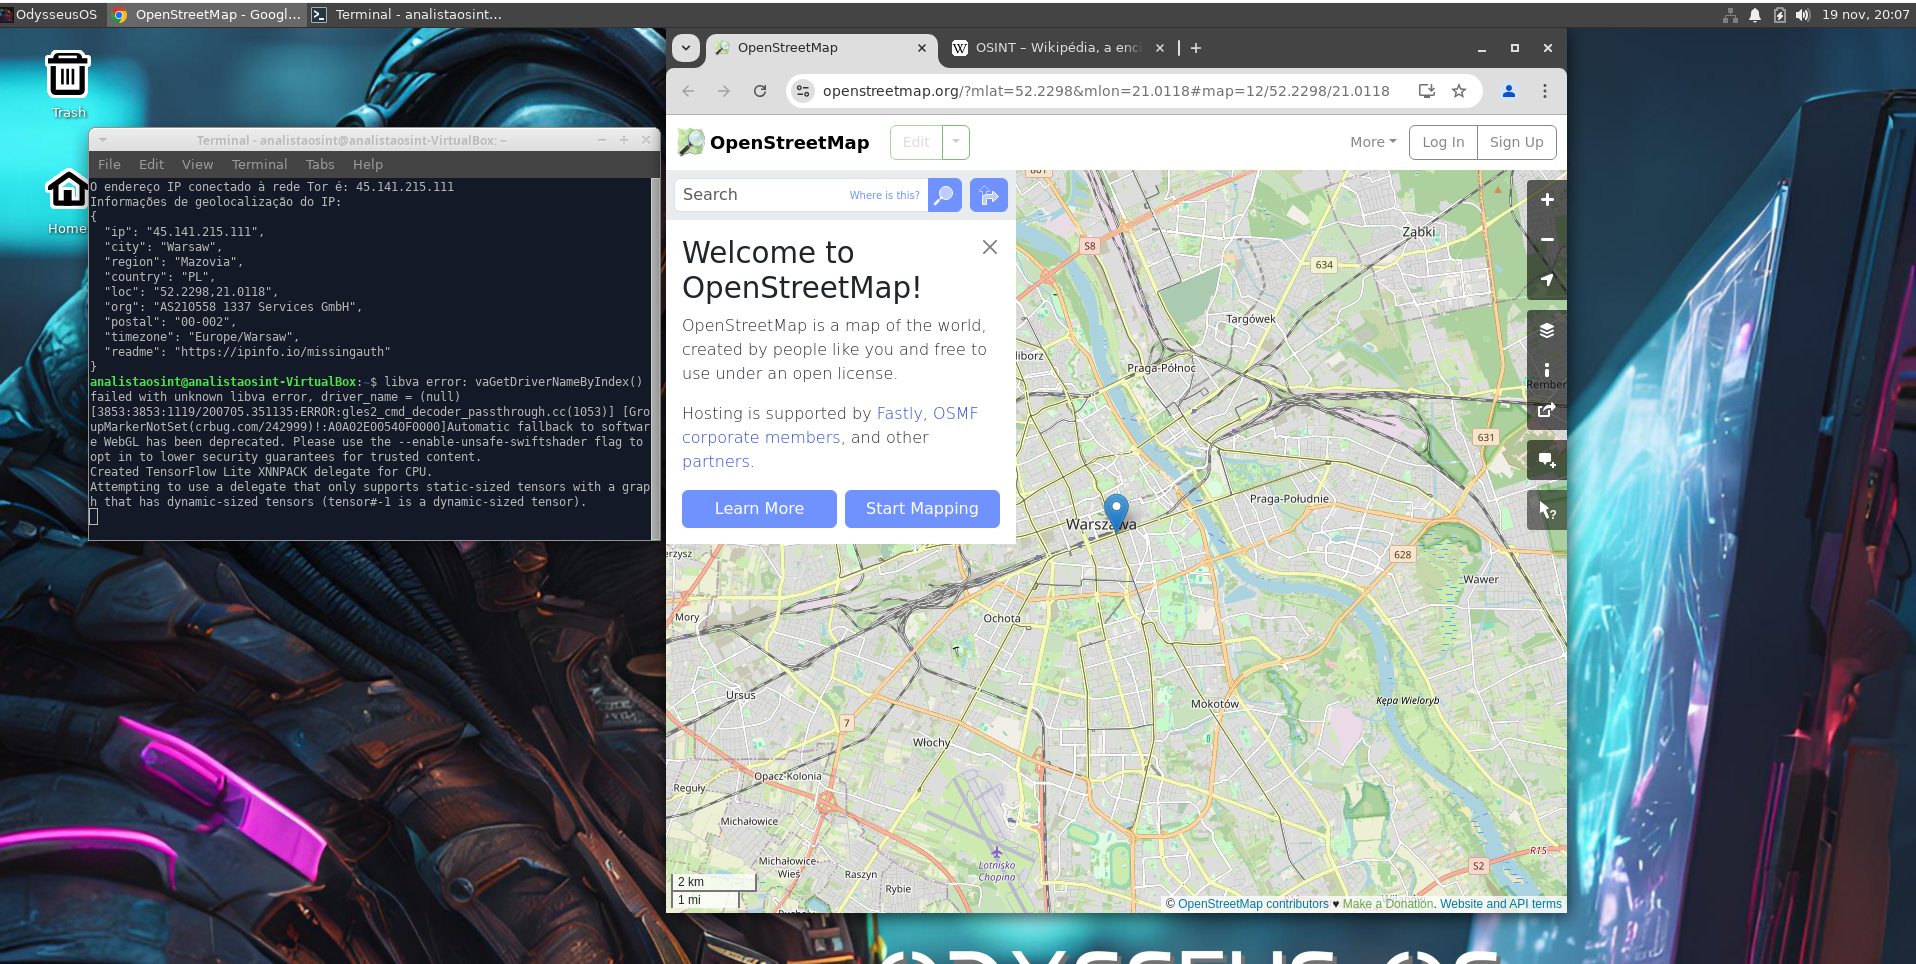 OdysseusOS
OpenStreetMap - Googl...
Terminal - analistaosint...
19 nov, 20:07
Trash
Home
Terminal - analistaosint@analistaosint-VirtualBox: ~
File Edit View Terminal Tabs Help
O endereço IP conectado à rede Tor é: 45.141.215.111
Informações de geolocalização do IP:
{
"ip": "45.141.215.111",
"city": "Warsaw",
"region": "Mazovia",
"country": "PL",
"loc": "52.2298,21.0118",
"org": "AS210558 1337 Services GmbH",
"postal": "00-002",
"timezone": "Europe/Warsaw",
"readme": "https://ipinfo.io/missingauth"
}
analistaosint@analistaosint-VirtualBox:~$ libva error: vaGetDriverNameByIndex()
failed with unknown libva error, driver_name = (null)
[3853:3853:1119/200705.351135:ERROR:gles2_cmd_decoder_passthrough.cc(1053)] [Gro
upMarkerNotSet(crbug.com/242999)!:A0A02E00540F0000]Automatic fallback to softwar
e WebGL has been deprecated. Please use the --enable-unsafe-swiftshader flag to
opt in to lower security guarantees for trusted content.
Created TensorFlow Lite XNNPACK delegate for CPU.
Attempting to use a delegate that only supports static-sized tensors with a grap
h that has dynamic-sized tensors (tensor#-1 is a dynamic-sized tensor).
OpenStreetMap
OSINT – Wikipédia, a enci
openstreetmap.org/?mlat=52.2298&mlon=21.0118#map=12/52.2298/21.0118
OpenStreetMap
Edit
More
Log In
Sign Up
Search
Where is this?
Welcome to
OpenStreetMap!
OpenStreetMap is a map of the world,
created by people like you and free to
use under an open license.
Hosting is supported by Fastly, OSMF
corporate members, and other
partners.
Learn More
Start Mapping
801
S8
Ząbki
634
Targówek
liborz
Praga-Północ
Rember
631
Praga-Południe
Warszawa
erzysz
628
Wawer
Mory
Ochota
Ursus
Mokotów
Kępa Wieloryb
7
Włochy
Opacz-Kolonia
Reguły
Michałowice
Michałowice-
Wieś
Lotnisko
Chopina
Raszyn
Rybie
R15
S2
2 km
1 mi
© OpenStreetMap contributors ♥ Make a Donation. Website and API terms
ODYSSEUS OS